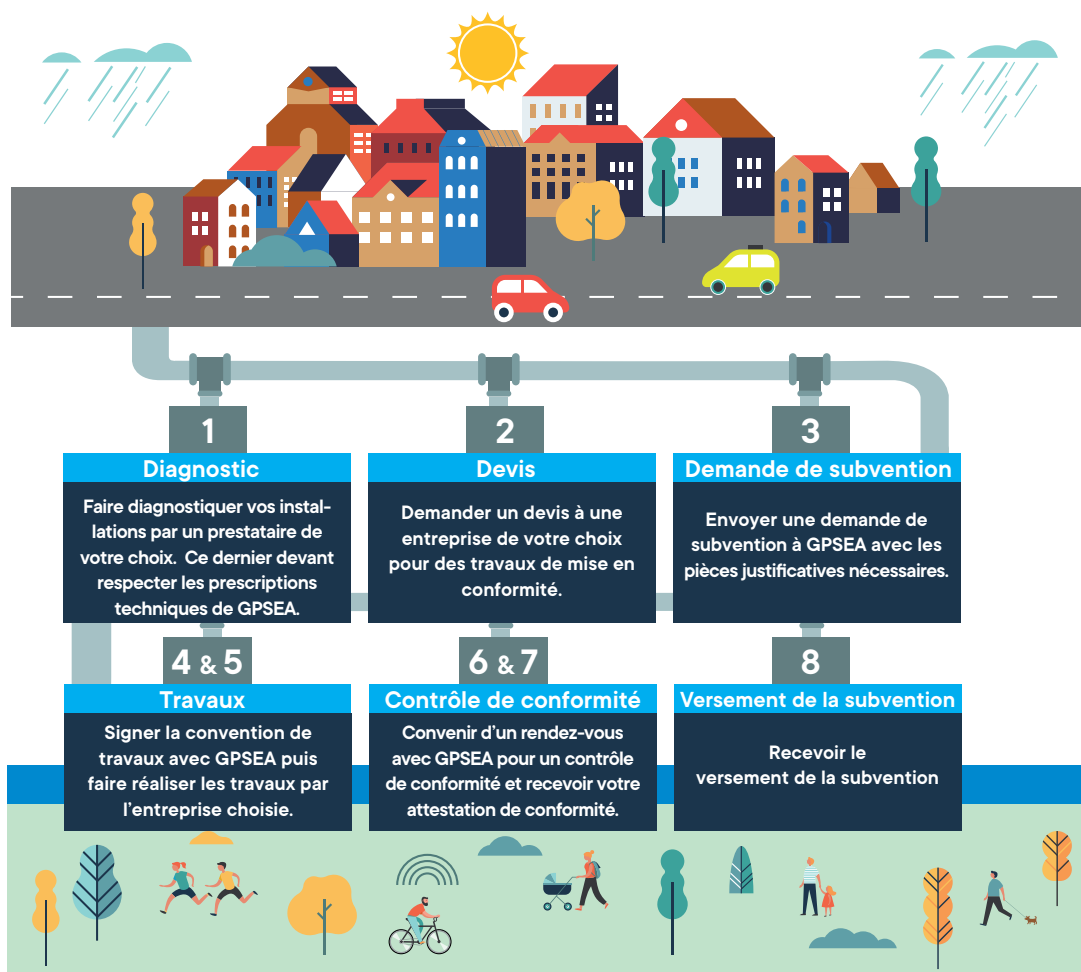 1
Diagnostic
Faire diagnostiquer vos instal-
lations par un prestataire de
votre choix. Ce dernier devant
respecter les prescriptions
techniques de GPSEA.
2
Devis
Demander un devis à une
entreprise de votre choix
pour des travaux de mise en
conformité.
3
Demande de subvention
Envoyer une demande de
subvention à GPSEA avec les
pièces justificatives nécessaires.
4 & 5
Travaux
Signer la convention de
travaux avec GPSEA puis
faire réaliser les travaux par
l’entreprise choisie.
6 & 7
Contrôle de conformité
Convenir d’un rendez-vous
avec GPSEA pour un contrôle
de conformité et recevoir votre
attestation de conformité.
8
Versement de la subvention
Recevoir le
versement de la subvention